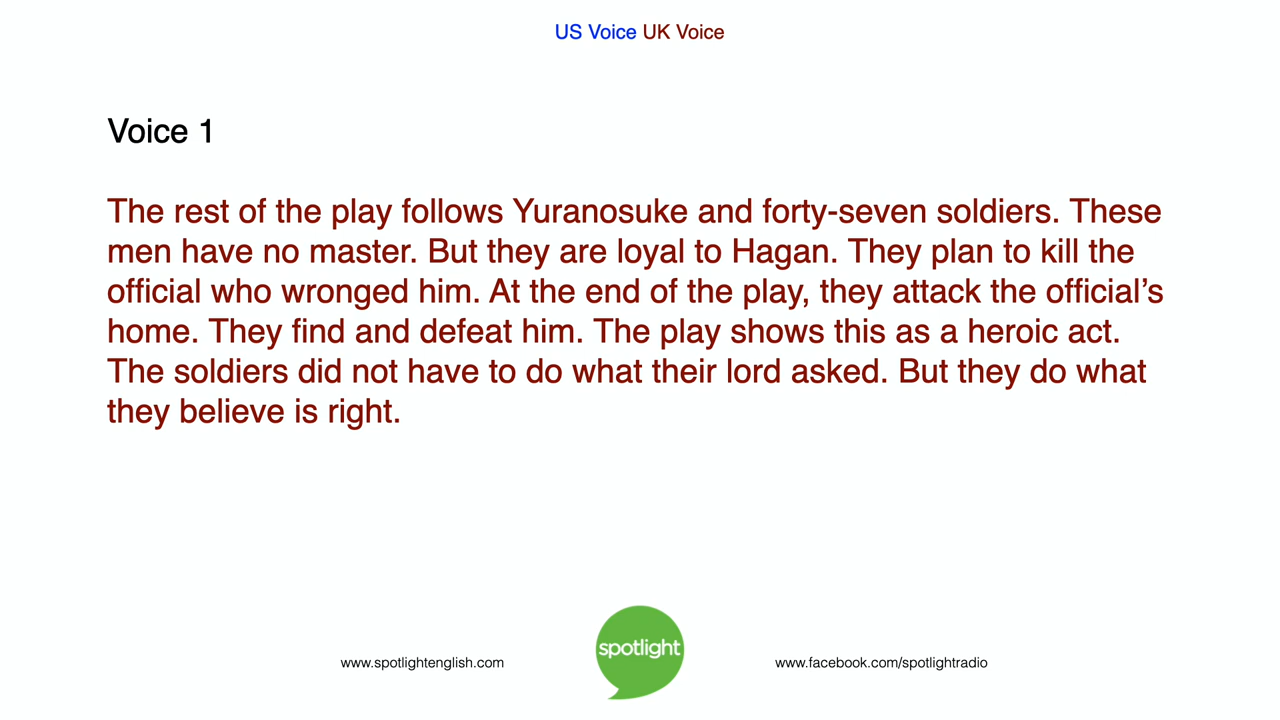 US Voice UK Voice
Voice 1
The rest of the play follows Yuranosuke and forty-seven soldiers. These
men have no master. But they are loyal to Hagan. They plan to kill the
official who wronged him. At the end of the play, they attack the official’s
home. They find and defeat him. The play shows this as a heroic act.
The soldiers did not have to do what their lord asked. But they do what
they believe is right.
spotlight
www.spotlightenglish.com
www.facebook.com/spotlightradio